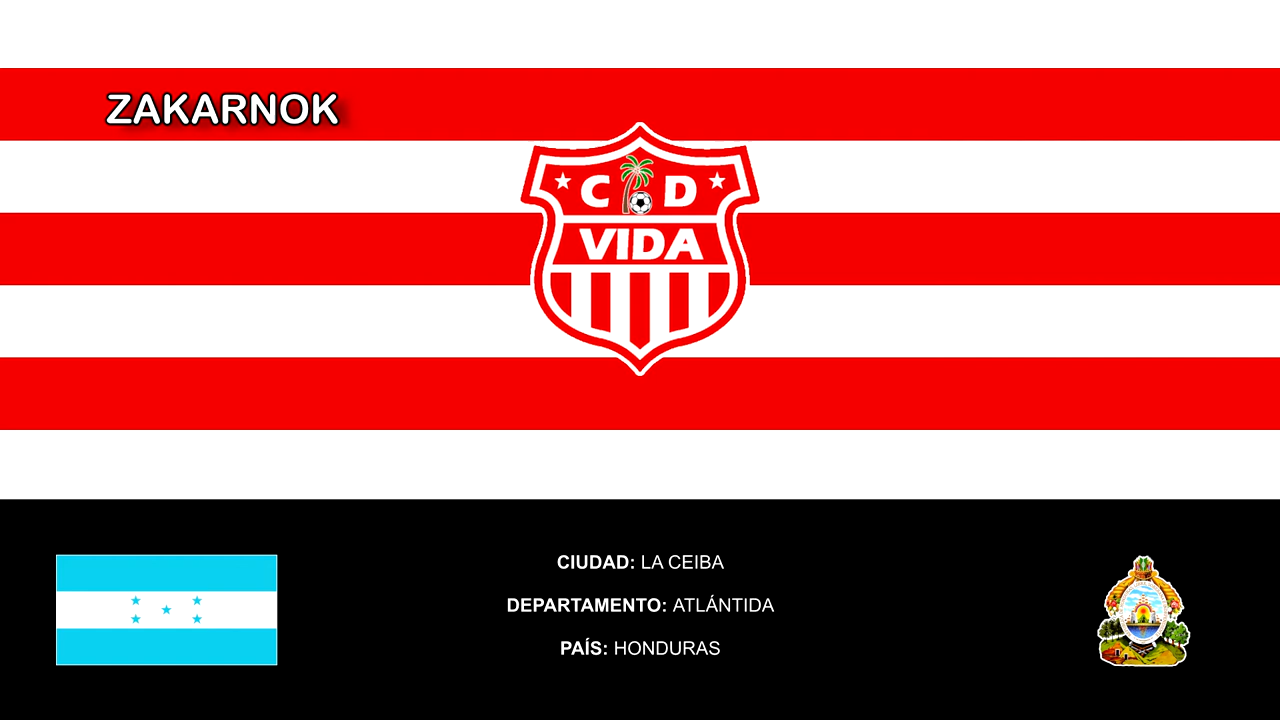 ZAKARNOK
C D
VIDA
CIUDAD: LA CEIBA
DEPARTAMENTO: ATLÁNTIDA
PAÍS: HONDURAS